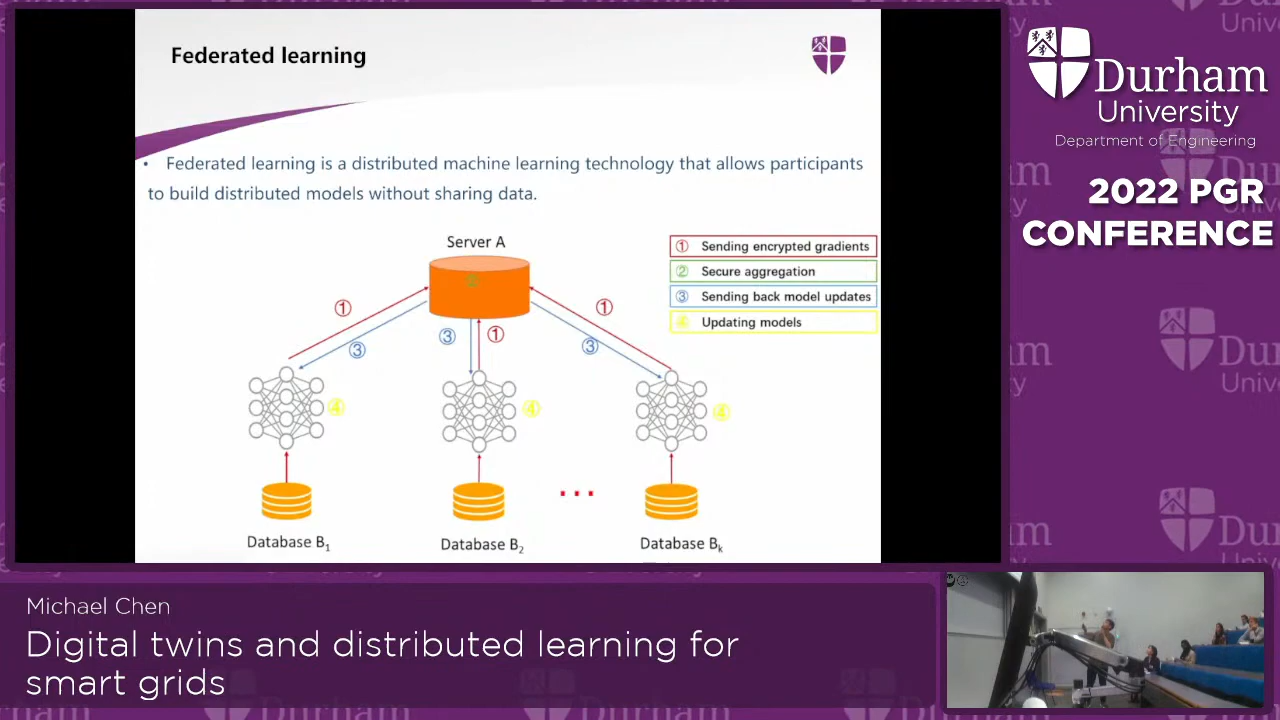 Federated learning
• Federated learning is a distributed machine learning technology that allows participants
to build distributed models without sharing data.
Server A
②
① Sending encrypted gradients
② Secure aggregation
③ Sending back model updates
④ Updating models
① ③ ③ ① ① ③
④ ④ ④
...
Database B1
Database B2
Database Bk
Durham
University
Department of Engineering
2022 PGR
CONFERENCE
Michael Chen
Digital twins and distributed learning for
smart grids